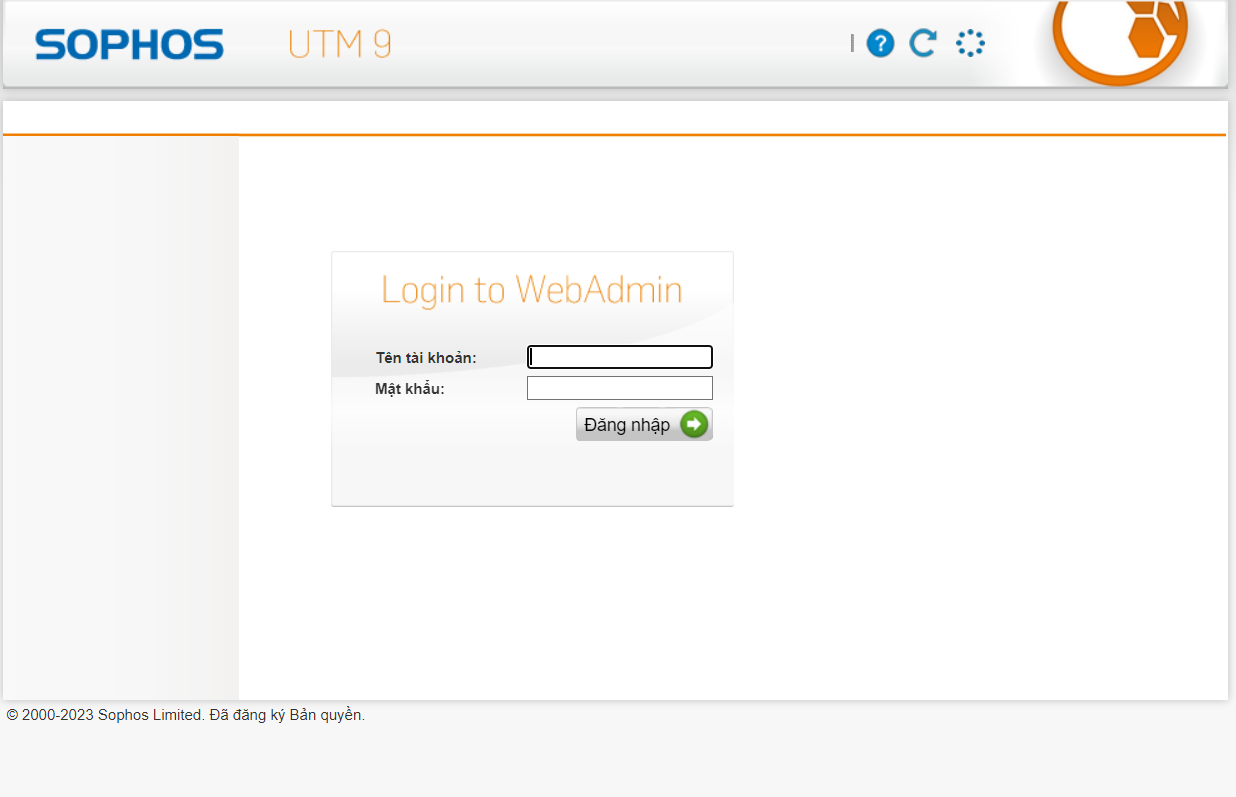 SOPHOS UTM 9
Login to WebAdmin
Tên tài khoản:
Mật khẩu:
Đăng nhập
© 2000-2023 Sophos Limited. Đã đăng ký Bản quyền.